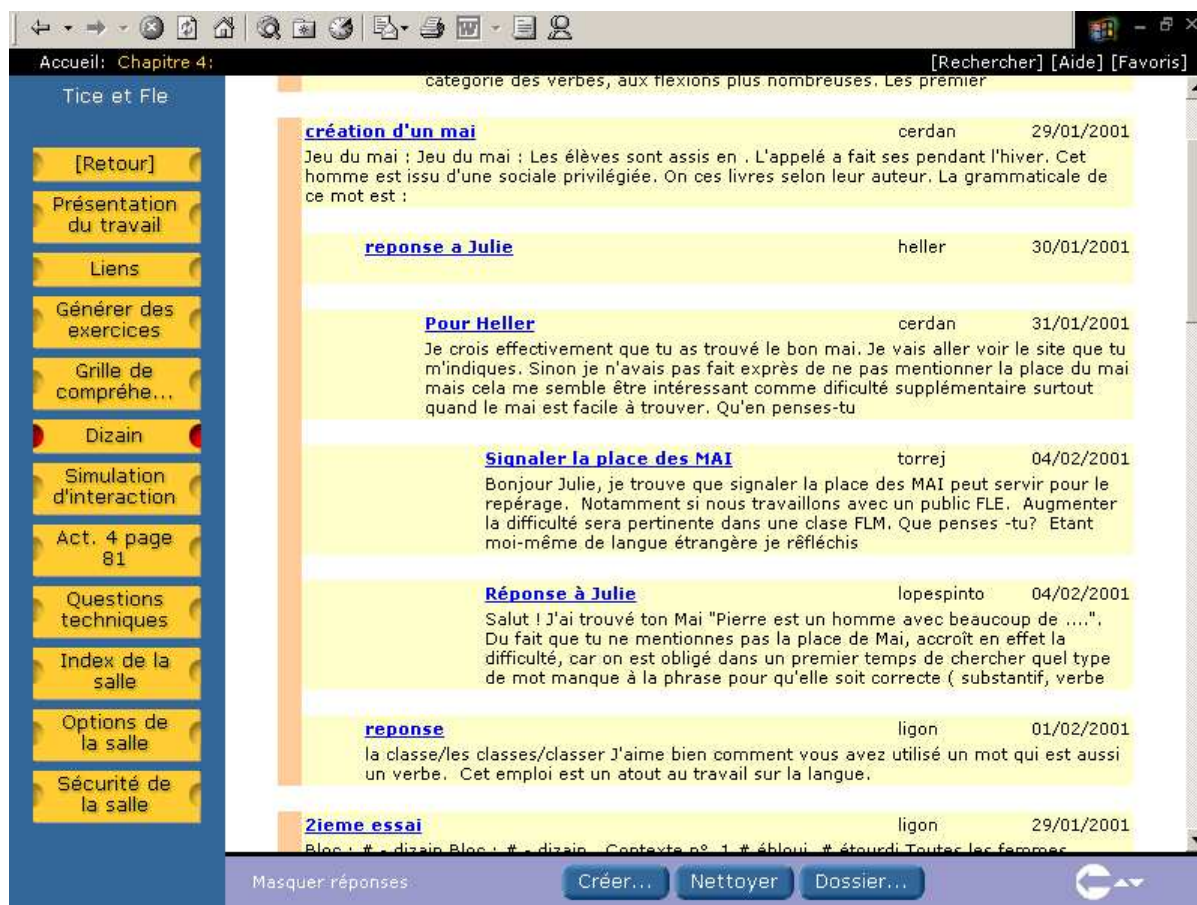 Accueil: Chapitre 4:
[Rechercher] [Aide] [Favoris]
Tice et Fle
[Retour]
Présentation
du travail
Liens
Générer des
exercices
Grille de
compréhe...
Dizain
Simulation
d'interaction
Act. 4 page
81
Questions
techniques
Index de la
salle
Options de
la salle
Sécurité de
la salle
catégorie des verbes, aux flexions plus nombreuses. Les premier
création d'un mai cerdan 29/01/2001
Jeu du mai : Jeu du mai : Les élèves sont assis en . L'appelé a fait ses pendant l'hiver. Cet
homme est issu d'une sociale privilégiée. On ces livres selon leur auteur. La grammaticale de
ce mot est :
reponse a Julie heller 30/01/2001
Pour Heller cerdan 31/01/2001
Je crois effectivement que tu as trouvé le bon mai. Je vais aller voir le site que tu
m'indiques. Sinon je n'avais pas fait exprès de ne pas mentionner la place du mai
mais cela me semble être intéressant comme dificulté supplémentaire surtout
quand le mai est facile à trouver. Qu'en penses-tu
Signaler la place des MAI torrej 04/02/2001
Bonjour Julie, je trouve que signaler la place des MAI peut servir pour le
repérage. Notamment si nous travaillons avec un public FLE. Augmenter
la difficulté sera pertinente dans une clase FLM. Que penses -tu? Etant
moi-même de langue étrangère je rêfléchis
Réponse à Julie lopespinto 04/02/2001
Salut ! J'ai trouvé ton Mai "Pierre est un homme avec beaucoup de ....".
Du fait que tu ne mentionnes pas la place de Mai, accroît en effet la
difficulté, car on est obligé dans un premier temps de chercher quel type
de mot manque à la phrase pour qu'elle soit correcte ( substantif, verbe
reponse ligon 01/02/2001
la classe/les classes/classer J'aime bien comment vous avez utilisé un mot qui est aussi
un verbe. Cet emploi est un atout au travail sur la langue.
2ieme essai ligon 29/01/2001
Bloc : # - dizain Bloc : # - dizain Contexte n° 1 # ébloui # étourdi Toutes les femmes
Masquer réponses Créer... Nettoyer Dossier...